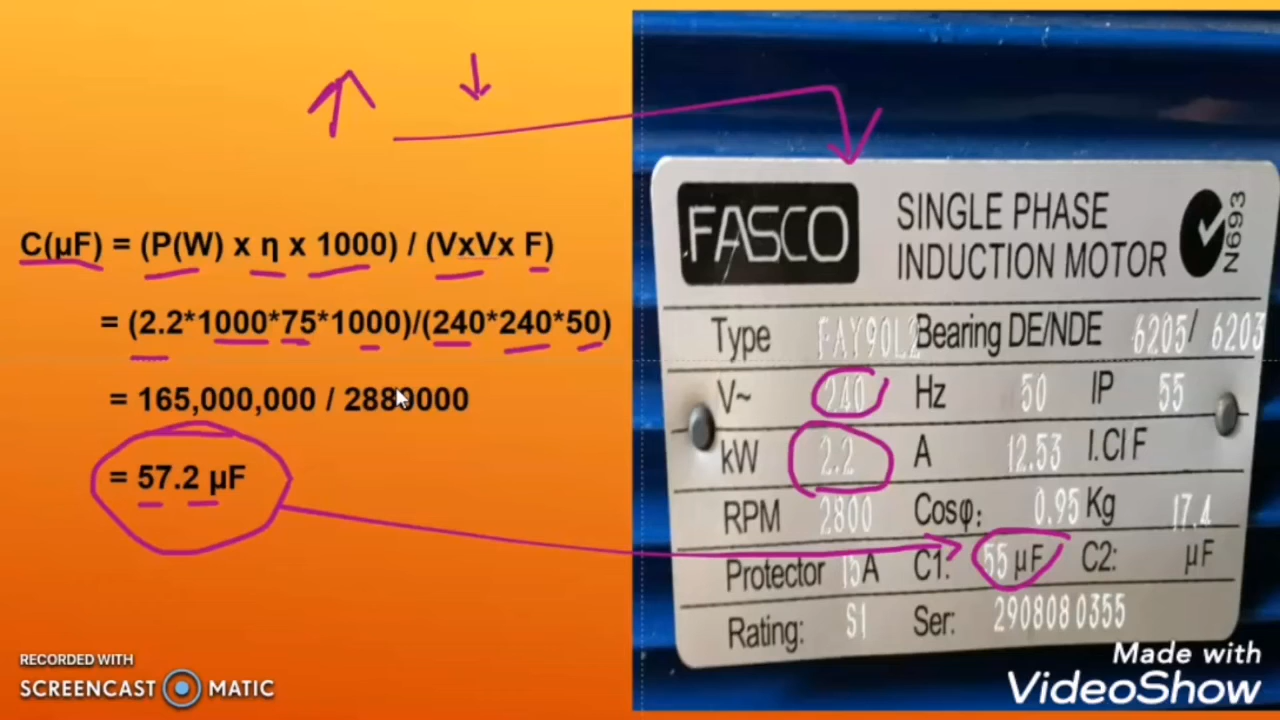 C(µF) = (P(W) x η x 1000) / (VxVx F)
= (2.2*1000*75*1000)/(240*240*50)
= 165,000,000 / 2880000
= 57.2 µF
RECORDED WITH
SCREENCAST MATIC
FASCO
SINGLE PHASE
INDUCTION MOTOR
N693
Type FAY90L2 Bearing DE/NDE 6205/ 6203
V~ 240 Hz 50 IP 55
kW 2.2 A 12.53 I.Cl F
RPM 2800 Cosφ: 0.95 Kg 17.4
Protector 15A C1: 55 µF C2: µF
Rating: S1 Ser: 2908080355
Made with
VideoShow